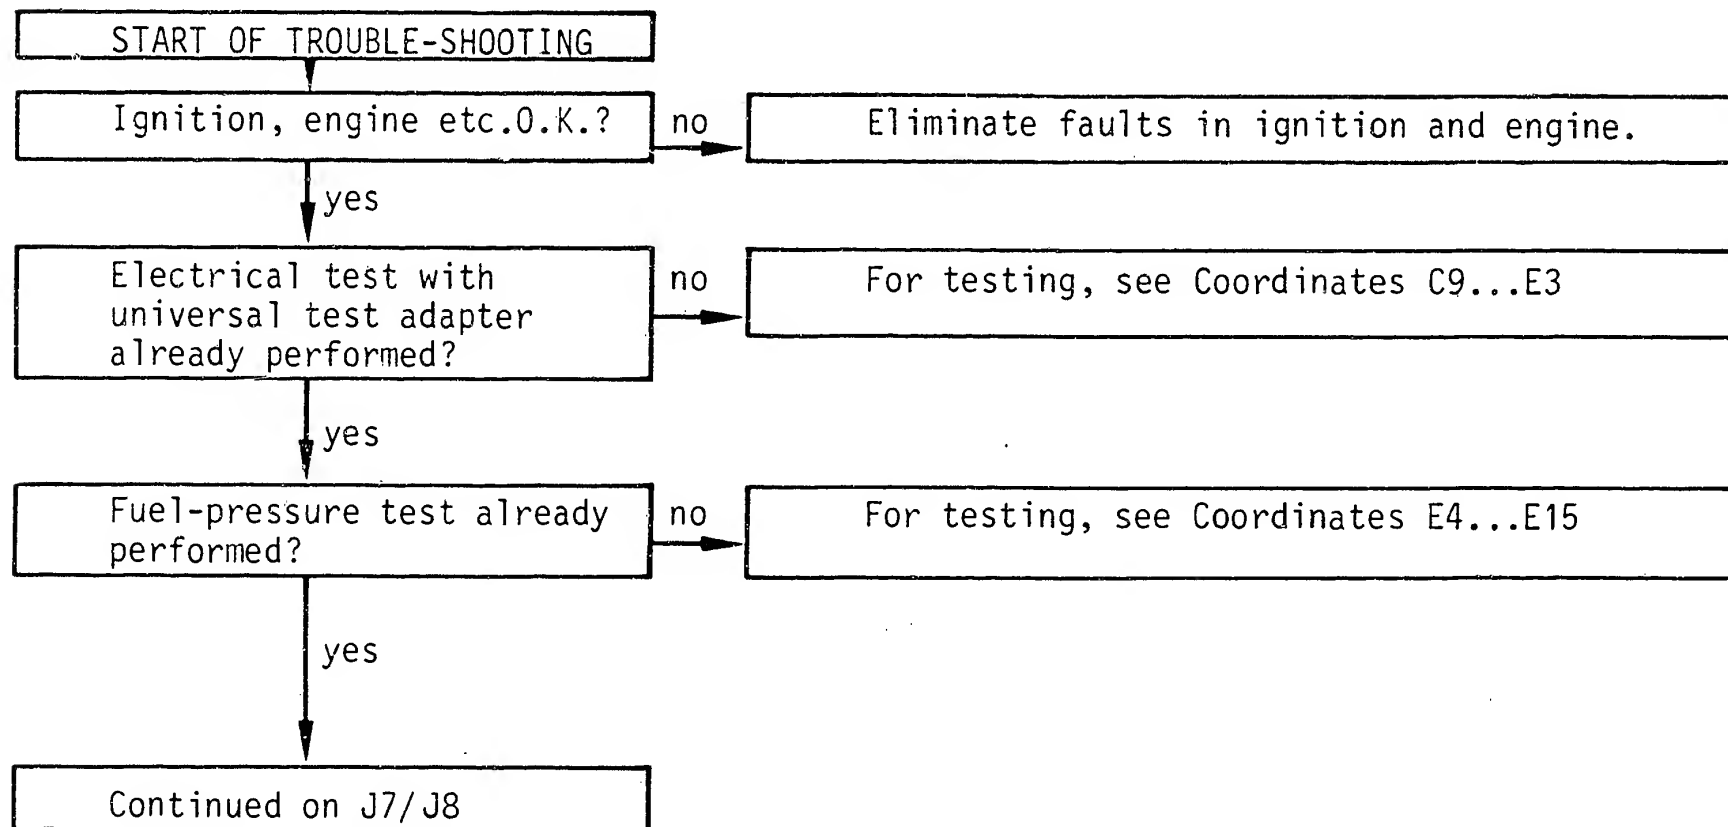 START OF TROUBLE-SHOOTING
Ignition, engine etc.O.K.?
no
Eliminate faults in ignition and engine.
yes
Electrical test with
universal test adapter
already performed?
no
For testing, see Coordinates C9...E3
yes
Fuel-pressure test already
performed?
no
For testing, see Coordinates E4...E15
yes
Continued on J7/J8